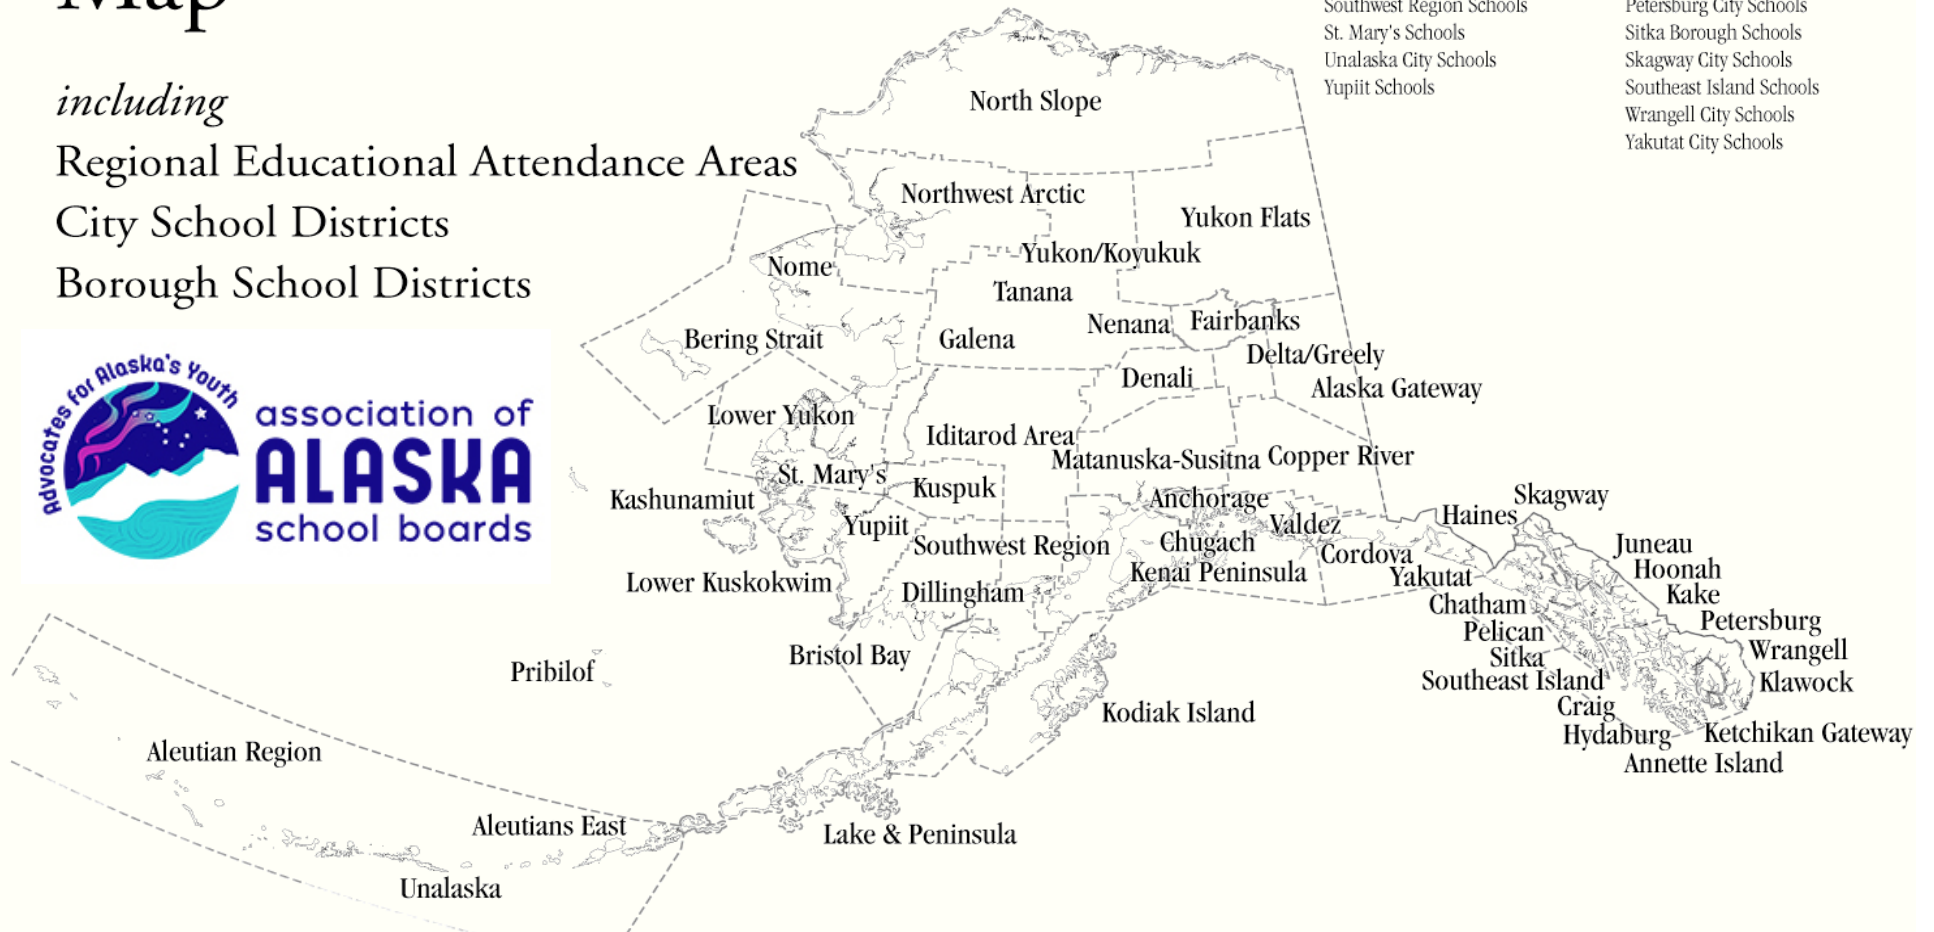 Map
including
Regional Educational Attendance Areas
City School Districts
Borough School Districts
Advocates for Alaska's Youth
association of
ALASKA
school boards
Southwest Region Schools
St. Mary's Schools
Unalaska City Schools
Yupiit Schools
Petersburg City Schools
Sitka Borough Schools
Skagway City Schools
Southeast Island Schools
Wrangell City Schools
Yakutat City Schools
North Slope
Northwest Arctic
Yukon Flats
Yukon/Koyukuk
Nome
Tanana
Nenana
Fairbanks
Bering Strait
Galena
Delta/Greely
Denali
Alaska Gateway
Lower Yukon
Iditarod Area
Matanuska-Susitna
Copper River
St. Mary's
Kuspuk
Kashunamiut
Anchorage
Skagway
Haines
Yupiit
Valdez
Southwest Region
Chugach
Cordova
Juneau
Hoonah
Kenai Peninsula
Yakutat
Lower Kuskokwim
Dillingham
Kake
Chatham
Petersburg
Pelican
Wrangell
Sitka
Bristol Bay
Pribilof
Southeast Island
Klawock
Craig
Kodiak Island
Hydaburg
Ketchikan Gateway
Annette Island
Aleutian Region
Aleutians East
Lake & Peninsula
Unalaska